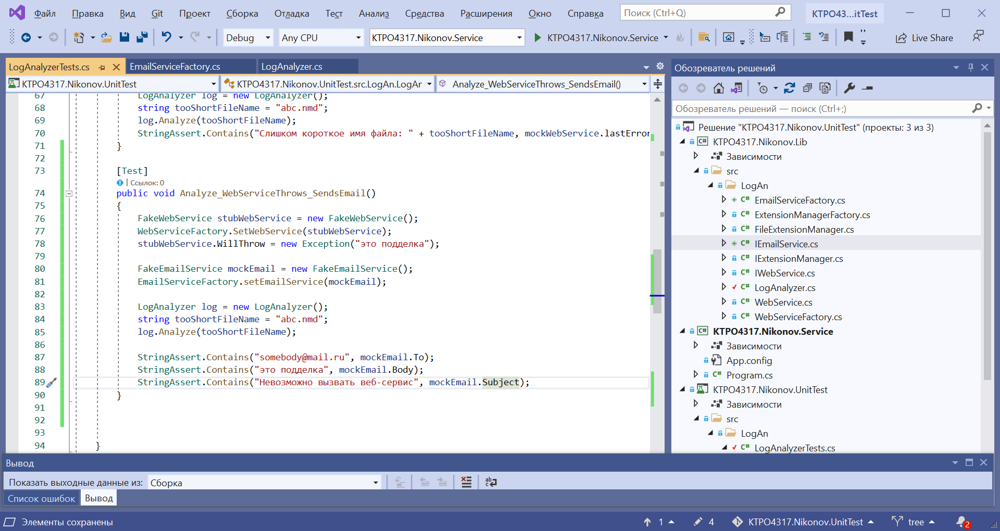 Файл Правка Вид Git Проект Сборка Отладка Тест Анализ Средства Расширения Окно Справка Поиск (Ctrl+Q) КТРО43...itTest
Debug Any CPU KTPO4317.Nikonov.Service KTPO4317.Nikonov.Service Live Share
LogAnalyzerTests.cs EmailServiceFactory.cs LogAnalyzer.cs
KTPO4317.Nikonov.UnitTest KTPO4317.Nikonov.UnitTest.src.LogAn.LogAr Analyze_WebServiceThrows_SendsEmail()
67 LogAnalyzer log = new LogAnalyzer();
68 string tooShortFileName = "abc.nmd";
69 log.Analyze(tooShortFileName);
70 StringAssert.Contains("Слишком короткое имя файла: " + tooShortFileName, mockWebService.lastError
71 }
72
73 [Test]
Ссылок: 0
74 public void Analyze_WebServiceThrows_SendsEmail()
75 {
76 FakeWebService stubWebService = new FakeWebService();
77 WebServiceFactory.SetWebService(stubWebService);
78 stubWebService.WillThrow = new Exception("это подделка");
79
80 FakeEmailService mockEmail = new FakeEmailService();
81 EmailServiceFactory.setEmailService(mockEmail);
82
83 LogAnalyzer log = new LogAnalyzer();
84 string tooShortFileName = "abc.nmd";
85 log.Analyze(tooShortFileName);
86
87 StringAssert.Contains("somebody@mail.ru", mockEmail.To);
88 StringAssert.Contains("это подделка", mockEmail.Body);
89 StringAssert.Contains("Невозможно вызвать веб-сервис", mockEmail.Subject);
90 }
91
92
93
94 }
Обозреватель решений
Обозреватель решений — поиск (Ctrl+;)
Решение "KTPO4317.Nikonov.UnitTest" (проекты: 3 из 3)
KTPO4317.Nikonov.Lib
Зависимости
src
LogAn
C# EmailServiceFactory.cs
C# ExtensionManagerFactory.cs
C# FileExtensionManager.cs
C# IEmailService.cs
C# IExtensionManager.cs
C# IWebService.cs
C# LogAnalyzer.cs
C# WebService.cs
C# WebServiceFactory.cs
C# KTPO4317.Nikonov.Service
Зависимости
App.config
C# Program.cs
KTPO4317.Nikonov.UnitTest
Зависимости
src
LogAn
C# LogAnalyzerTests.cs
Вывод
Показать выходные данные из: Сборка
Список ошибок Вывод
Элементы сохранены 1 4 KTPO4317.Nikonov.UnitTest tree 2